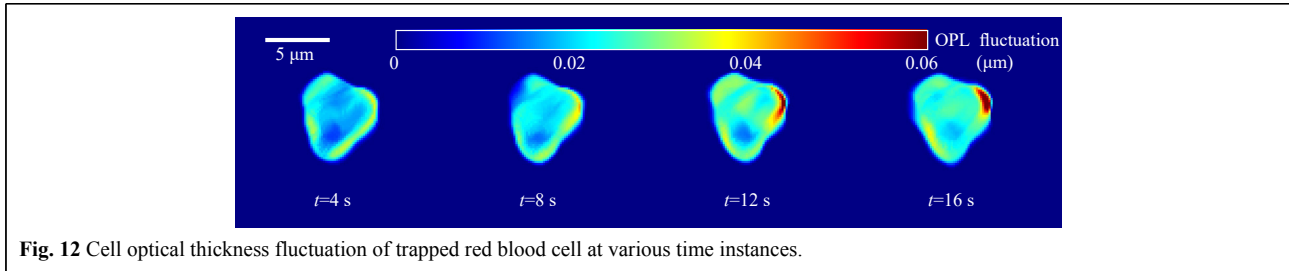 OPL fluctuation
5 μm
0 0.02 0.04 0.06 (μm)
t=4 s t=8 s t=12 s t=16 s
Fig. 12 Cell optical thickness fluctuation of trapped red blood cell at various time instances.